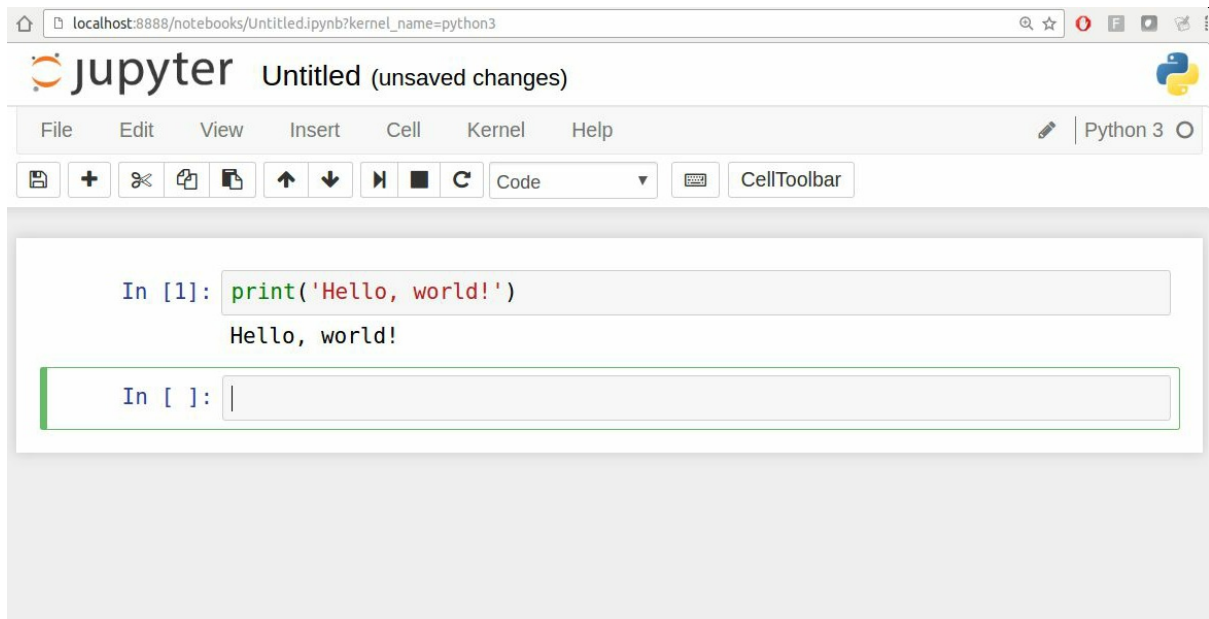 localhost:8888/notebooks/Untitled.ipynb?kernel_name=python3
jupyter Untitled (unsaved changes)
File Edit View Insert Cell Kernel Help Python 3
Code CellToolbar
In [1]: print('Hello, world!')
Hello, world!
In [ ]: